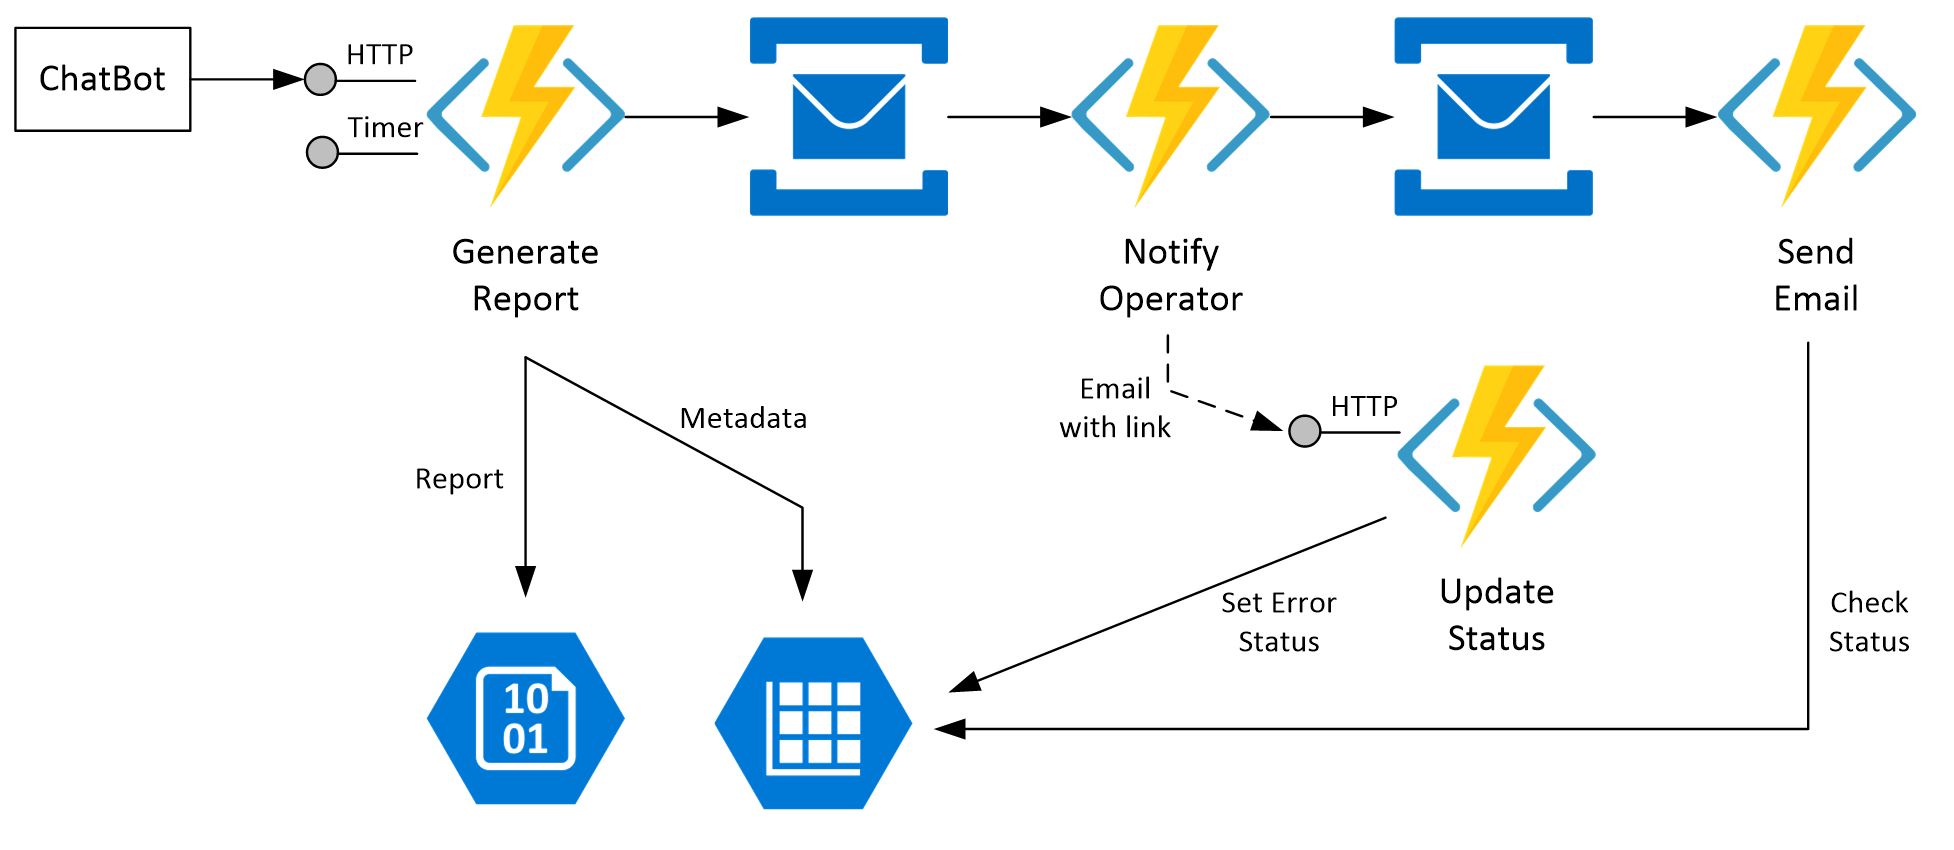 ChatBot
HTTP
Timer
Generate
Report
Notify
Operator
Send
Email
Email
with link
HTTP
Metadata
Report
Update
Status
Set Error
Status
Check
Status
10
01